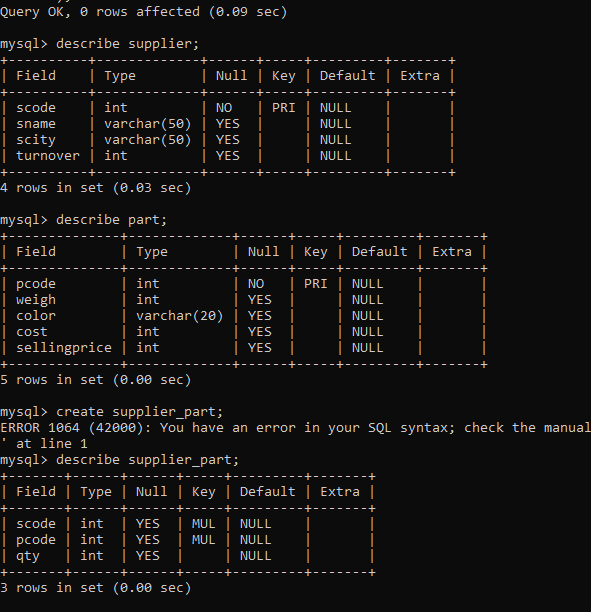 Query OK, 0 rows affected (0.09 sec)
mysql> describe supplier;
+----------+-------------+------+-----+---------+-------+
| Field    | Type        | Null | Key | Default | Extra |
+----------+-------------+------+-----+---------+-------+
| scode    | int         | NO   | PRI | NULL    |       |
| sname    | varchar(50) | YES  |     | NULL    |       |
| scity    | varchar(50) | YES  |     | NULL    |       |
| turnover | int         | YES  |     | NULL    |       |
+----------+-------------+------+-----+---------+-------+
4 rows in set (0.03 sec)
mysql> describe part;
+--------------+-------------+------+-----+---------+-------+
| Field        | Type        | Null | Key | Default | Extra |
+--------------+-------------+------+-----+---------+-------+
| pcode        | int         | NO   | PRI | NULL    |       |
| weigh        | int         | YES  |     | NULL    |       |
| color        | varchar(20) | YES  |     | NULL    |       |
| cost         | int         | YES  |     | NULL    |       |
| sellingprice | int         | YES  |     | NULL    |       |
+--------------+-------------+------+-----+---------+-------+
5 rows in set (0.00 sec)
mysql> create supplier_part;
ERROR 1064 (42000): You have an error in your SQL syntax; check the manual
' at line 1
mysql> describe supplier_part;
+-------+------+------+-----+---------+-------+
| Field | Type | Null | Key | Default | Extra |
+-------+------+------+-----+---------+-------+
| scode | int  | YES  | MUL | NULL    |       |
| pcode | int  | YES  | MUL | NULL    |       |
| qty   | int  | YES  |     | NULL    |       |
+-------+------+------+-----+---------+-------+
3 rows in set (0.00 sec)